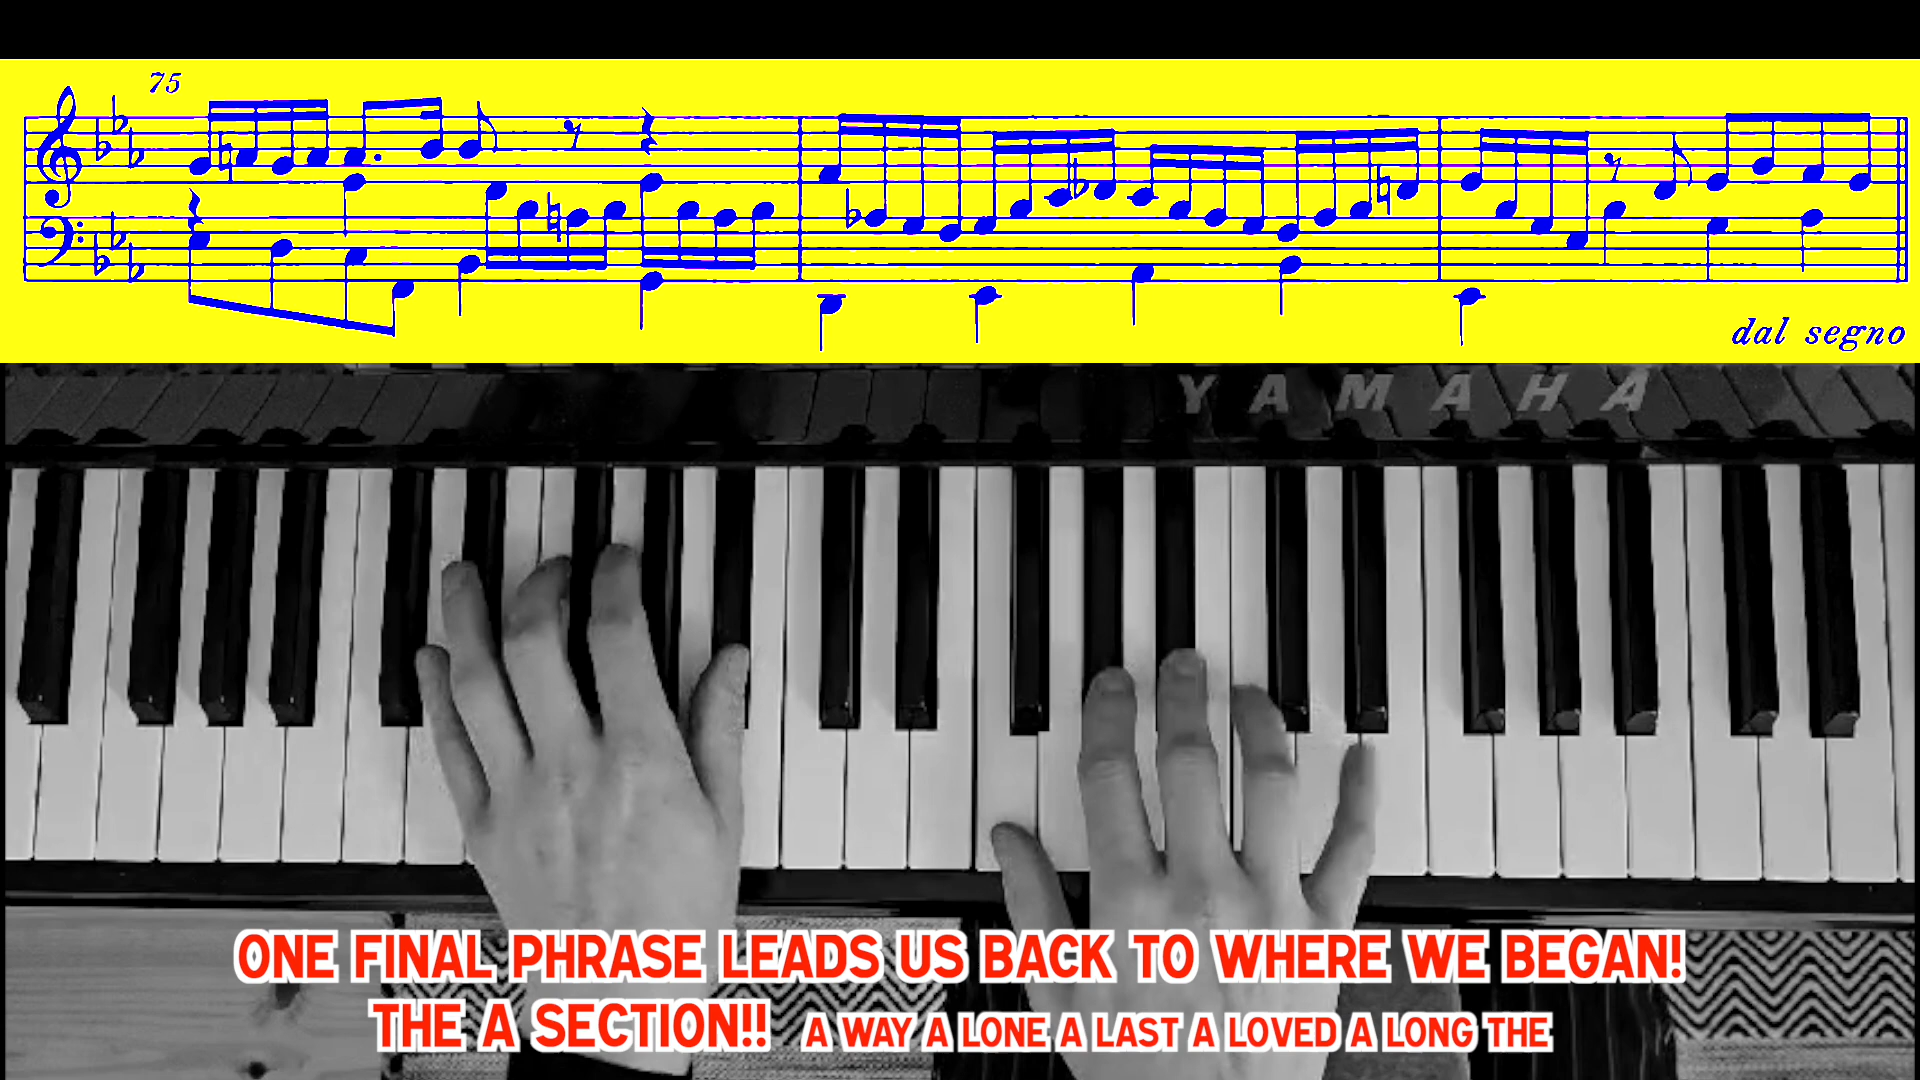 75
dal segno
YAMAHA
ONE FINAL PHRASE LEADS US BACK TO WHERE WE BEGAN!
THE A SECTION!! A WAY A LONE A LAST A LOVED A LONG THE